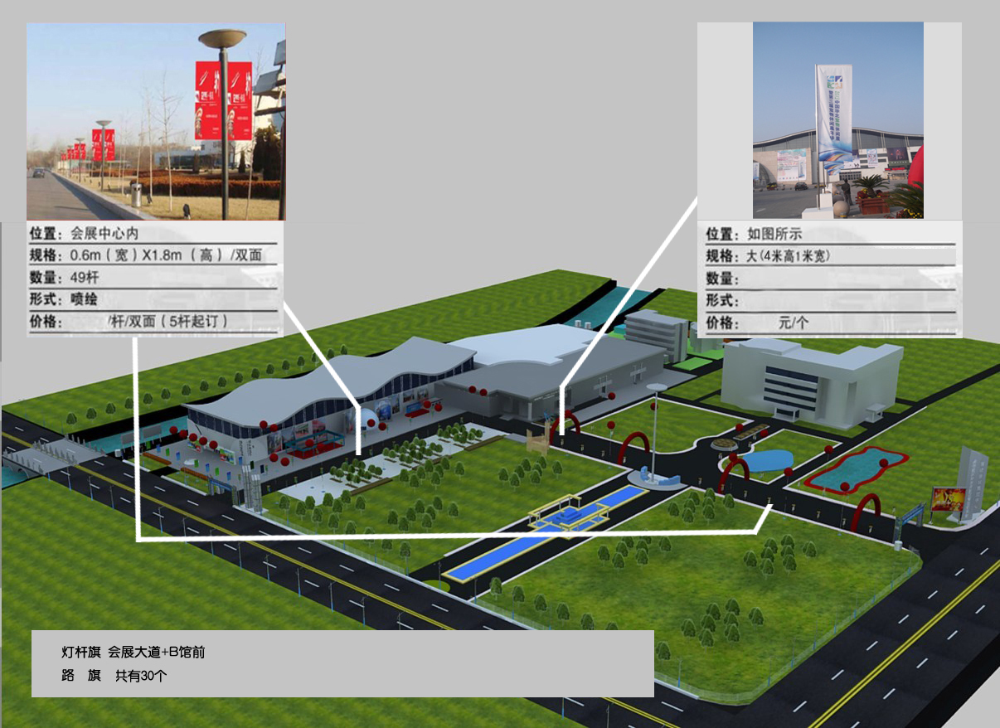 位置：会展中心内
规格：0.6m（宽）X1.8m （高）/双面
数量：49杆
形式：喷绘
价格： /杆/双面（5杆起订）
位置：如图所示
规格：大(4米高1米宽)
数量：
形式：
价格： 元/个
灯杆旗 会展大道+B馆前
路 旗 共有30个